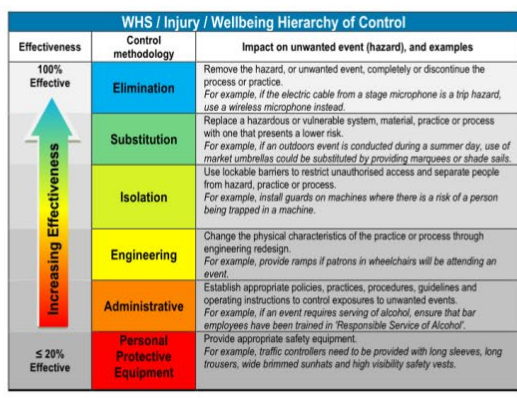 WHS / Injury / Wellbeing Hierarchy of Control
Effectiveness
Control
methodology
Impact on unwanted event (hazard), and examples
100%
Effective
Elimination
Remove the hazard, or unwanted event, completely or discontinue the
process or practice.
For example, if the electric cable from a stage microphone is a trip hazard,
use a wireless microphone instead.
Substitution
Replace a hazardous or vulnerable system, material, practice or process
with one that presents a lower risk.
For example, if an outdoors event is conducted during a summer day, use of
market umbrellas could be substituted by providing marquees or shade sails.
Isolation
Use lockable barriers to restrict unauthorised access and separate people
from hazard, practice or process.
For example, install guards on machines where there is a risk of a person
being trapped in a machine.
Engineering
Change the physical characteristics of the practice or process through
engineering redesign.
For example, provide ramps if patrons in wheelchairs will be attending an
event.
Administrative
Establish appropriate policies, practices, procedures, guidelines and
operating instructions to control exposures to unwanted events.
For example, if an event requires serving of alcohol, ensure that bar
employees have been trained in 'Responsible Service of Alcohol'.
Personal
Protective
Equipment
Provide appropriate safety equipment.
For example, traffic controllers need to be provided with long sleeves, long
trousers, wide brimmed sunhats and high visibility safety vests.
≤ 20%
Effective
Increasing Effectiveness